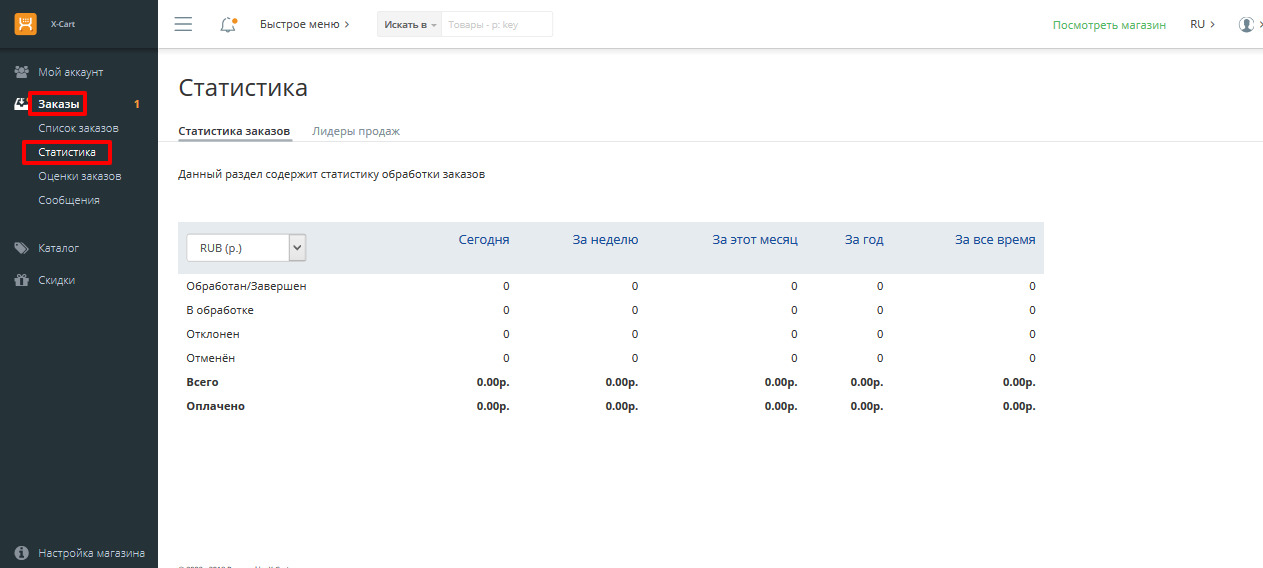 X-Cart
Быстрое меню
Искать в
Товары - р: key
Посмотреть магазин
RU
Мой аккаунт
Заказы 1
Список заказов
Статистика
Оценки заказов
Сообщения
Каталог
Скидки
Настройка магазина
Статистика
Статистика заказов Лидеры продаж
Данный раздел содержит статистику обработки заказов
RUB (р.) Сегодня За неделю За этот месяц За год За все время
Обработан/Завершен 0 0 0 0 0
В обработке 0 0 0 0 0
Отклонен 0 0 0 0 0
Отменён 0 0 0 0 0
Всего 0.00р. 0.00р. 0.00р. 0.00р. 0.00р.
Оплачено 0.00р. 0.00р. 0.00р. 0.00р. 0.00р.